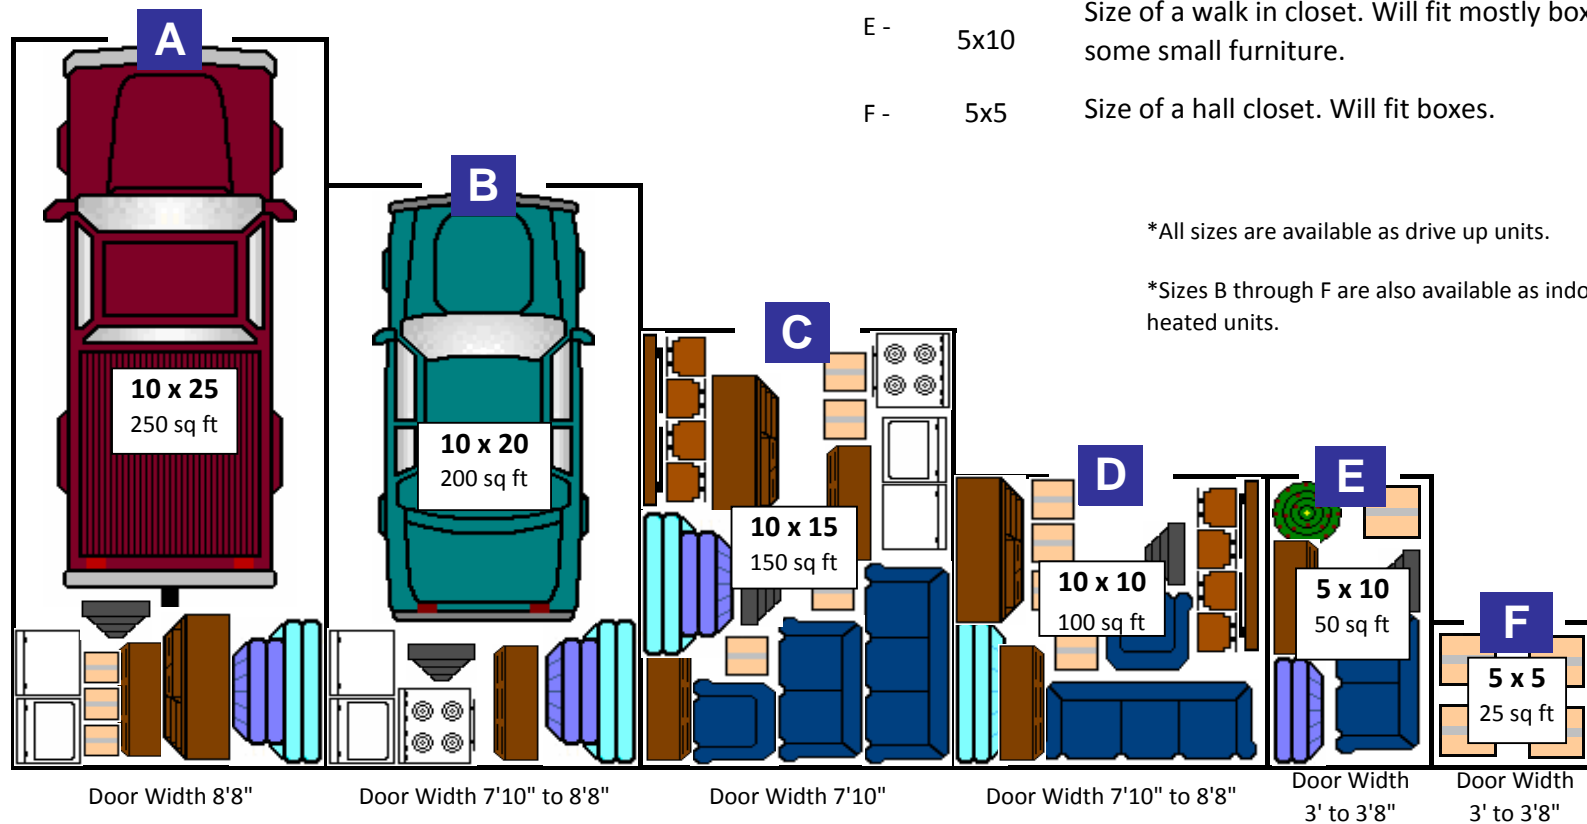 E - 5x10 Size of a walk in closet. Will fit mostly
some small furniture.
F - 5x5 Size of a hall closet. Will fit boxes.
*All sizes are available as drive up units.
*Sizes B through F are also available as
heated units.
A
10 x 25
250 sq ft
Door Width 8'8"
B
10 x 20
200 sq ft
Door Width 7'10" to 8'8"
C
10 x 15
150 sq ft
Door Width 7'10"
D
10 x 10
100 sq ft
Door Width 7'10" to 8'8"
E
5 x 10
50 sq ft
Door Width
3' to 3'8"
F
5 x 5
25 sq ft
Door Width
3' to 3'8"